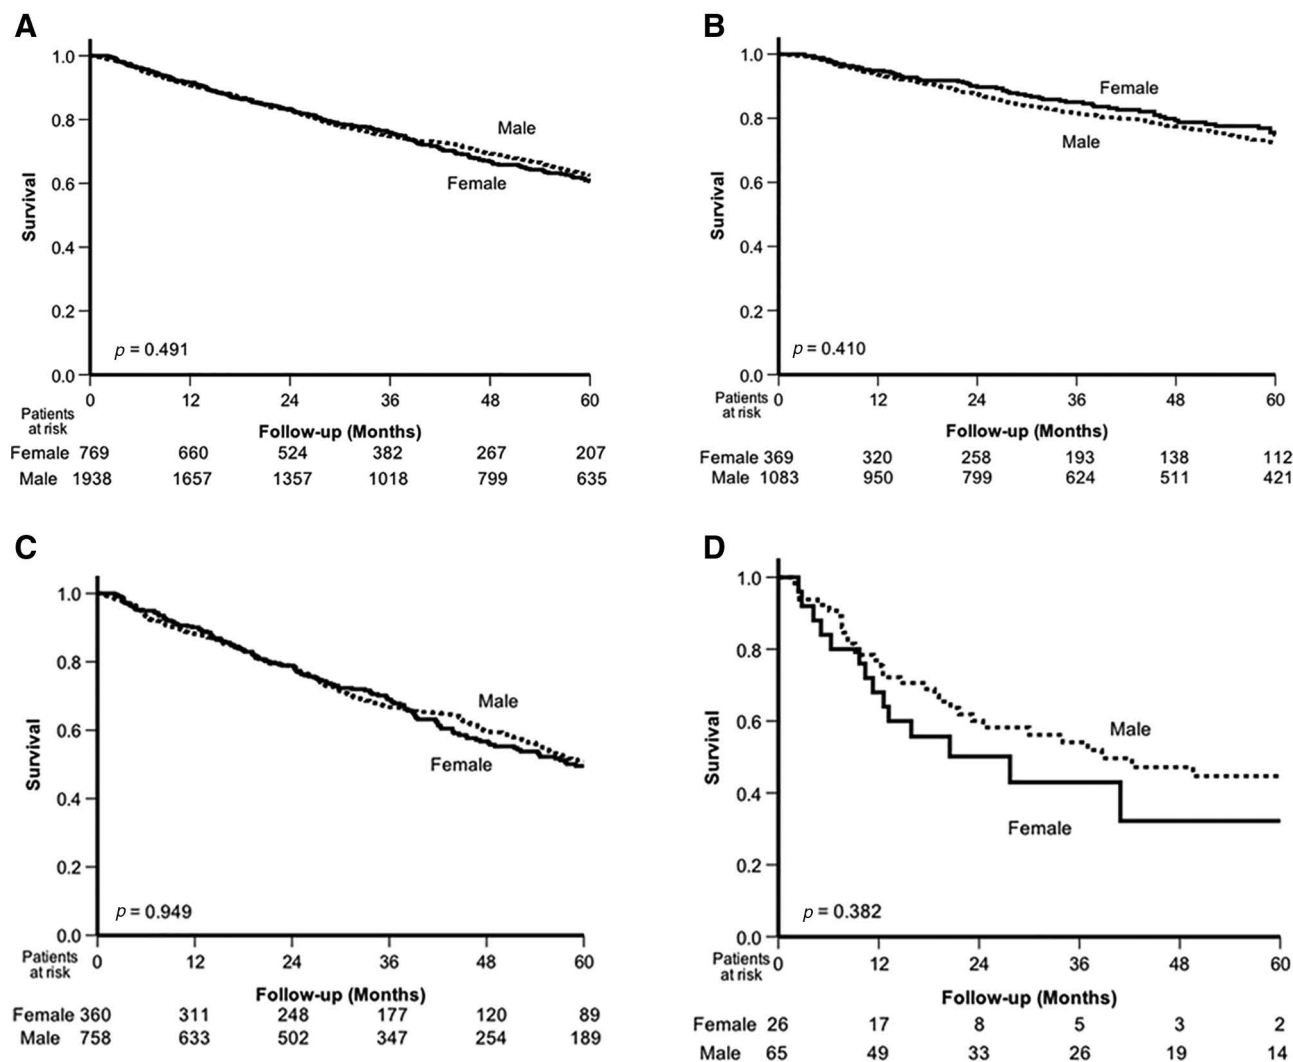 A
1.0
0.8
0.6
0.4
0.2
0.0
Survival
Male
Female
p = 0.491
0 12 24 36 48 60
Patients
at risk
Follow-up (Months)
Female 769 660 524 382 267 207
Male 1938 1657 1357 1018 799 635
B
1.0
0.8
0.6
0.4
0.2
0.0
Survival
Female
Male
p = 0.410
0 12 24 36 48 60
Patients
at risk
Follow-up (Months)
Female 369 320 258 193 138 112
Male 1083 950 799 624 511 421
C
1.0
0.8
0.6
0.4
0.2
0.0
Survival
Male
Female
p = 0.949
0 12 24 36 48 60
Patients
at risk
Follow-up (Months)
Female 360 311 248 177 120 89
Male 758 633 502 347 254 189
D
1.0
0.8
0.6
0.4
0.2
0.0
Survival
Male
Female
p = 0.382
0 12 24 36 48 60
Patients
at risk
Follow-up (Months)
Female 26 17 8 5 3 2
Male 65 49 33 26 19 14